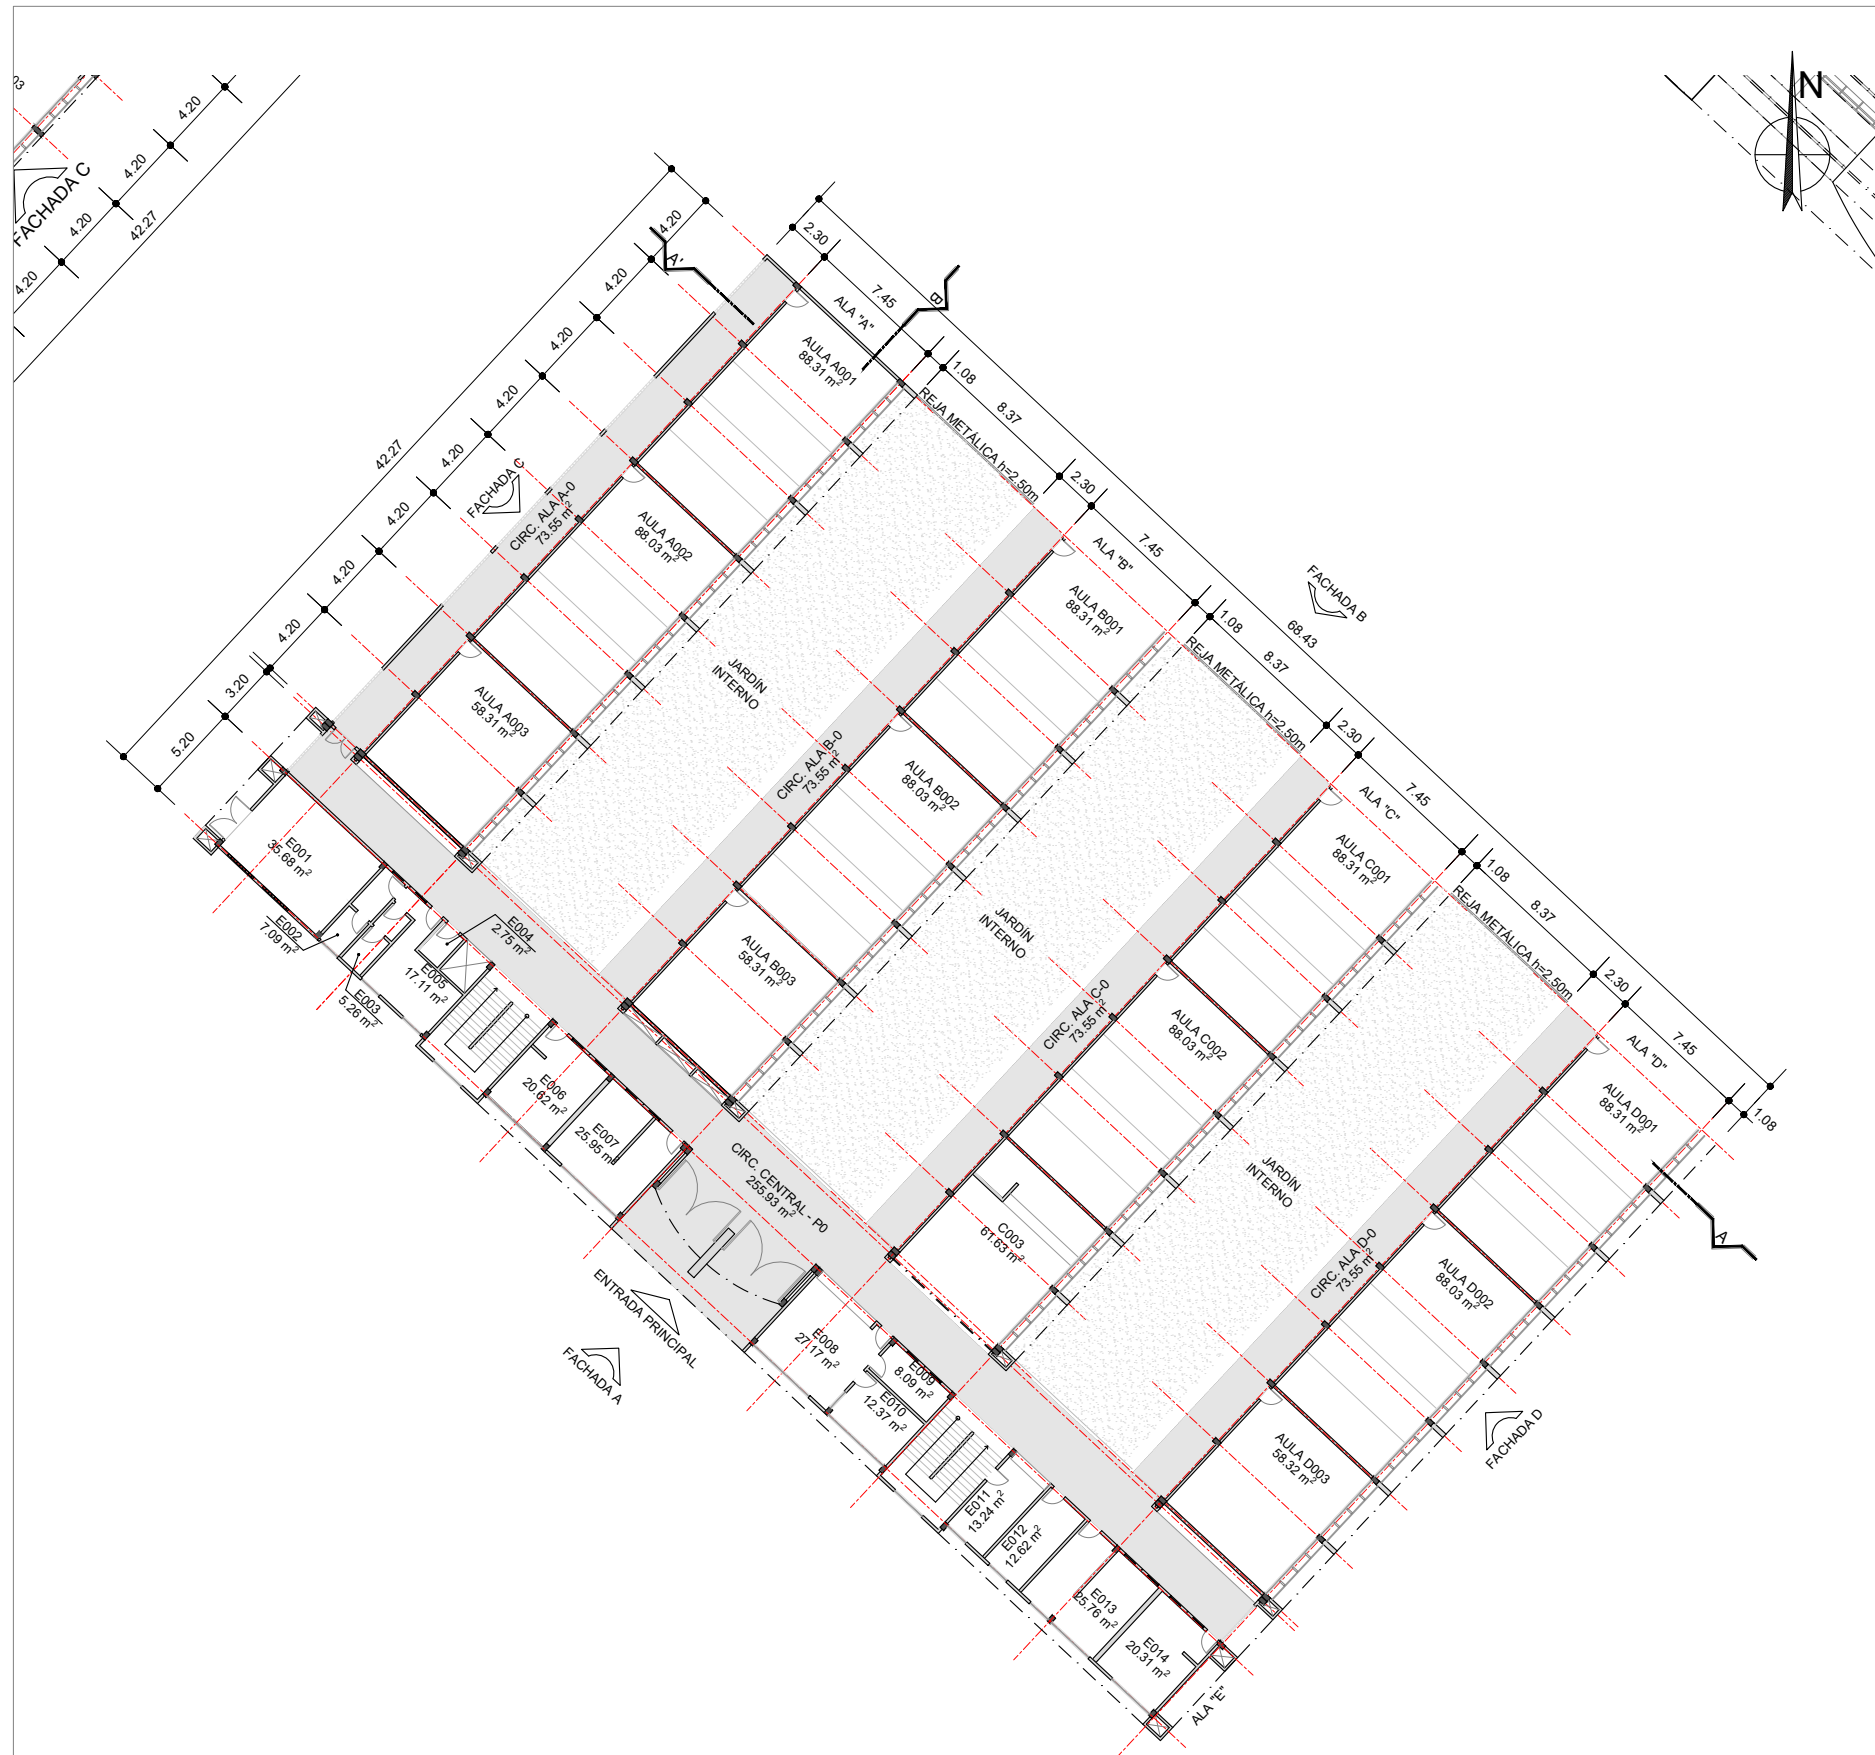 03
4.20
4.20
4.20
4.20
42.27
FACHADA C
N
4.20
4.20
4.20
4.20
4.20
4.20
4.20
4.20
3.20
5.20
42.27
2.30
7.45
1.08
8.37
2.30
7.45
1.08
8.37
2.30
7.45
1.08
8.37
2.30
7.45
1.08
68.43
A'
B
ALA "A"
AULA A001
88.31 m²
REJA METÁLICA h=2.50m
FACHADA C
CIRC. ALA A-0
73.55 m²
AULA A002
88.03 m²
AULA A003
58.31 m²
JARDÍN
INTERNO
ALA "B"
AULA B001
88.31 m²
FACHADA B
REJA METÁLICA h=2.50m
CIRC. ALA B-0
73.55 m²
AULA B002
88.03 m²
AULA B003
58.31 m²
JARDÍN
INTERNO
ALA "C"
AULA C001
88.31 m²
REJA METÁLICA h=2.50m
CIRC. ALA C-0
73.55 m²
AULA C002
88.03 m²
C003
61.63 m²
JARDÍN
INTERNO
ALA "D"
AULA D001
88.31 m²
CIRC. ALA D-0
73.55 m²
AULA D002
88.03 m²
AULA D003
58.32 m²
A
FACHADA D
E001
35.68 m²
E002
7.09 m²
E003
5.26 m²
E004
2.75 m²
E005
17.11 m²
E006
20.62 m²
E007
25.95 m
CIRC. CENTRAL - P0
255.93 m²
ENTRADA PRINCIPAL
FACHADA A
E008
27.17 m²
E009
8.09 m²
E010
12.37 m²
E011
13.24 m²
E012
12.62 m²
E013
25.76 m²
E014
20.31 m²
ALA "E"